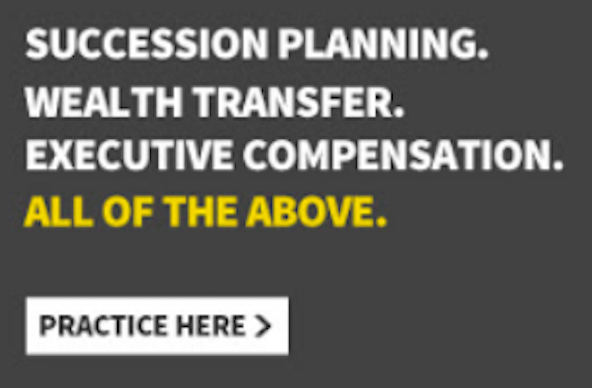 SUCCESSION PLANNING.
WEALTH TRANSFER.
EXECUTIVE COMPENSATION.
ALL OF THE ABOVE.
PRACTICE HERE >